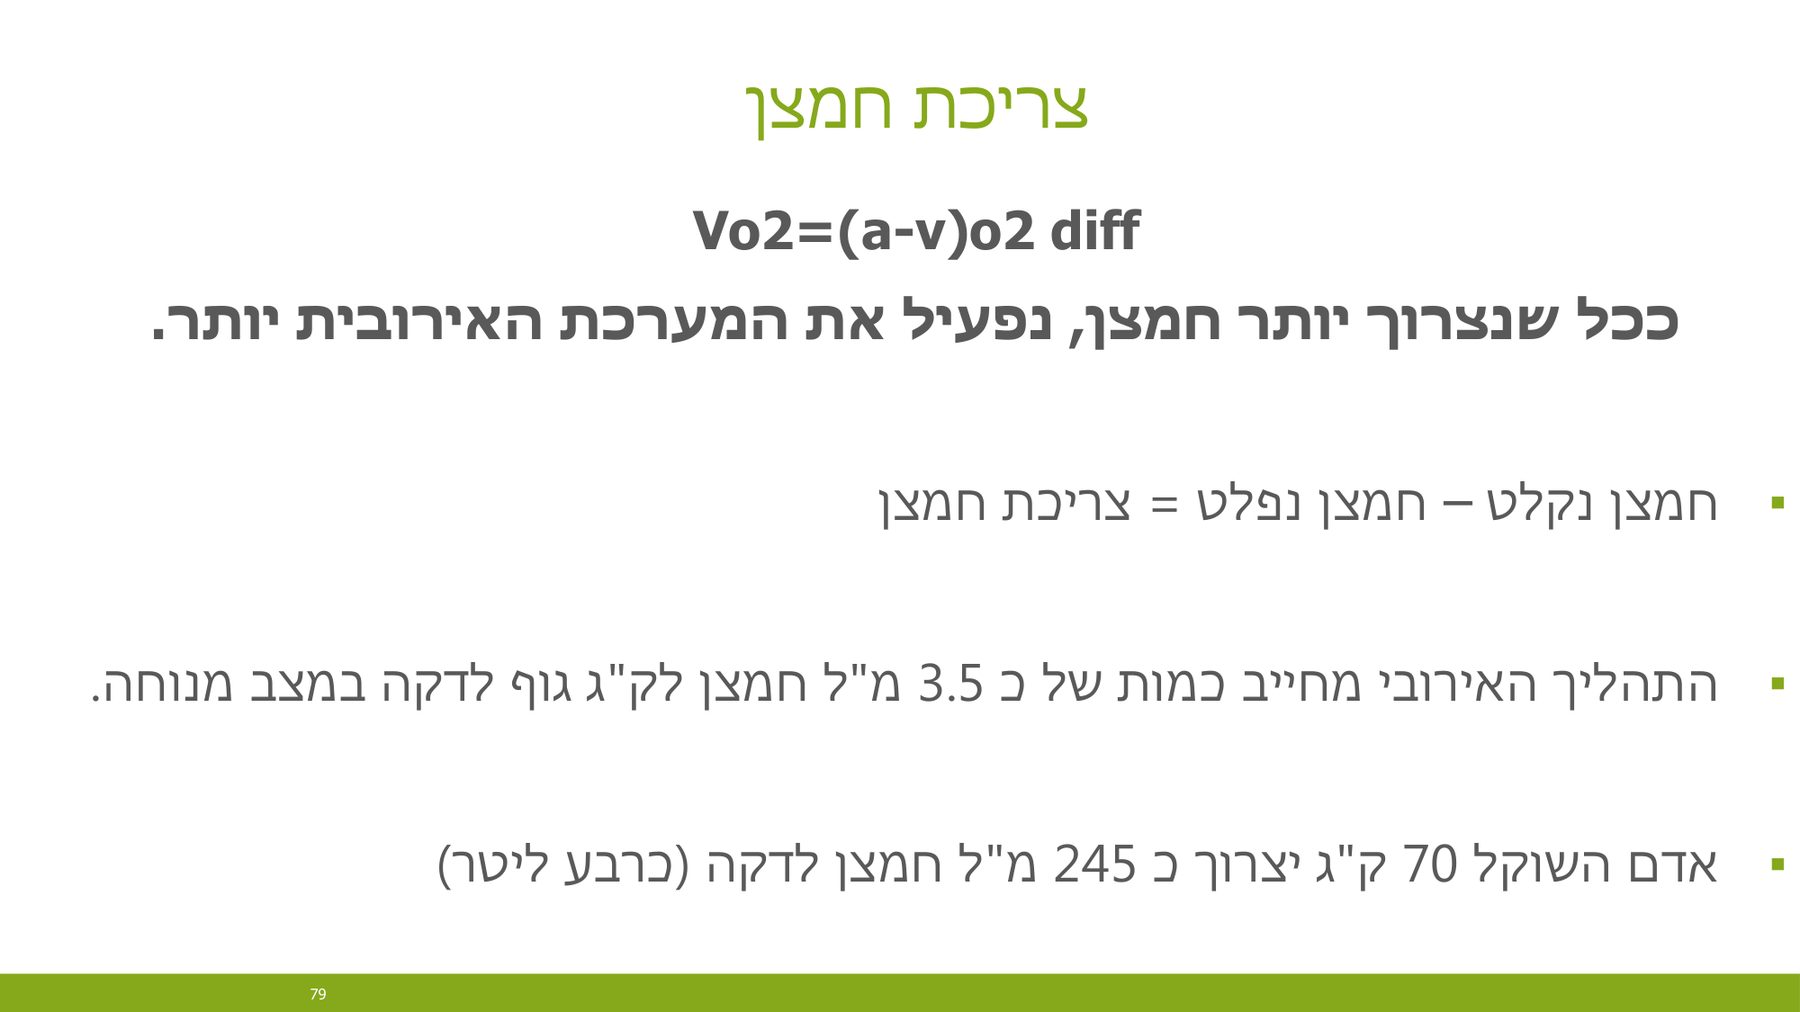 צריכת חמצן
Vo2=(a-v)o2 diff
ככל שנצרוך יותר חמצן, נפעיל את המערכת האירובית יותר.
▪ חמצן נקלט – חמצן נפלט = צריכת חמצן
▪ התהליך האירובי מחייב כמות של כ 3.5 מ"ל חמצן לק"ג גוף לדקה במצב מנוחה.
▪ אדם השוקל 70 ק"ג יצרוך כ 245 מ"ל חמצן לדקה (כרבע ליטר)
79